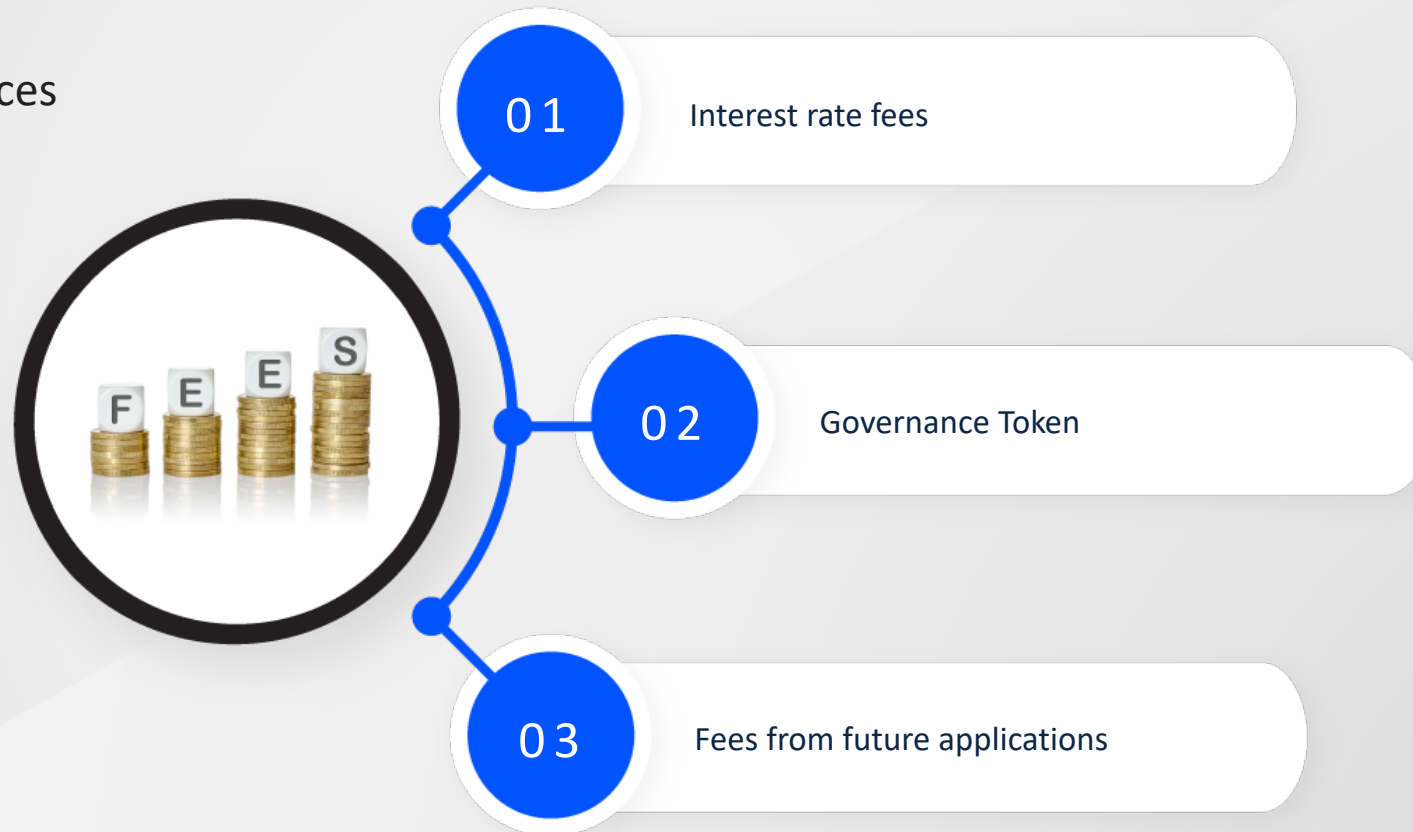 ces
01
Interest rate fees
FEES
02
Governance Token
03
Fees from future applications